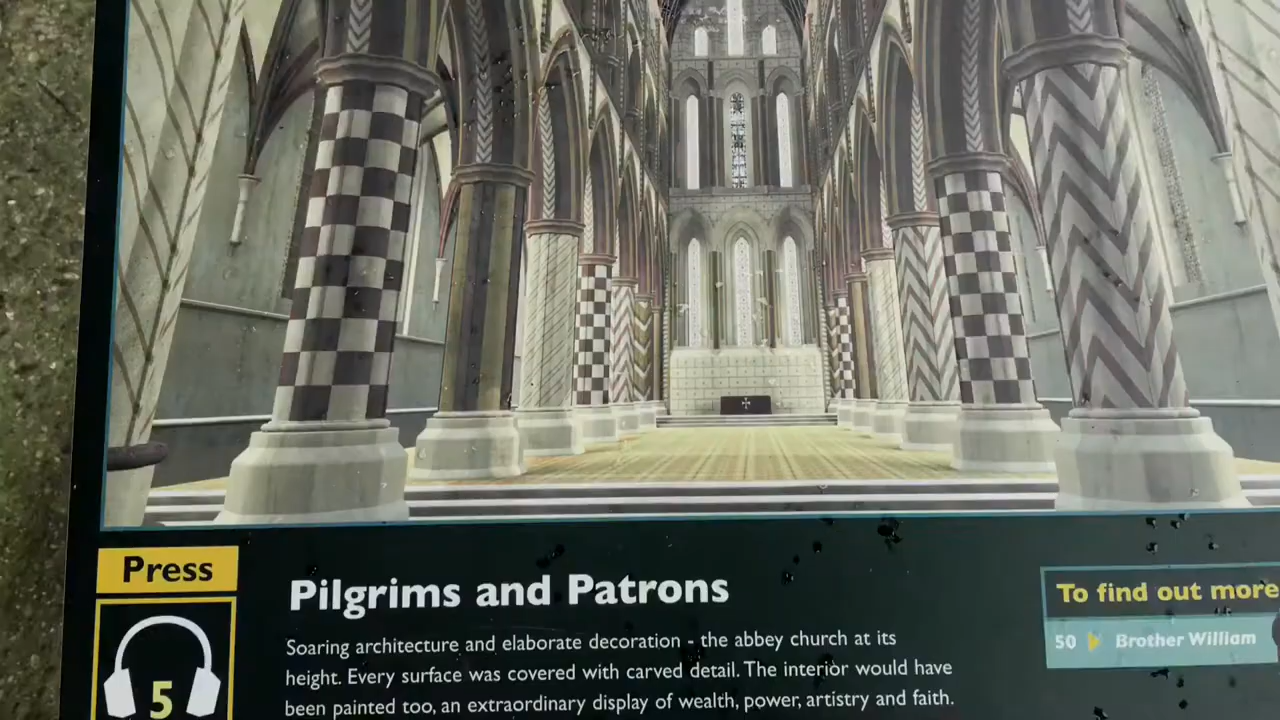 Press
5
Pilgrims and Patrons
Soaring architecture and elaborate decoration - the abbey church at its
height. Every surface was covered with carved detail. The interior would have
been painted too, an extraordinary display of wealth, power, artistry and faith.
To find out more
50 Brother William